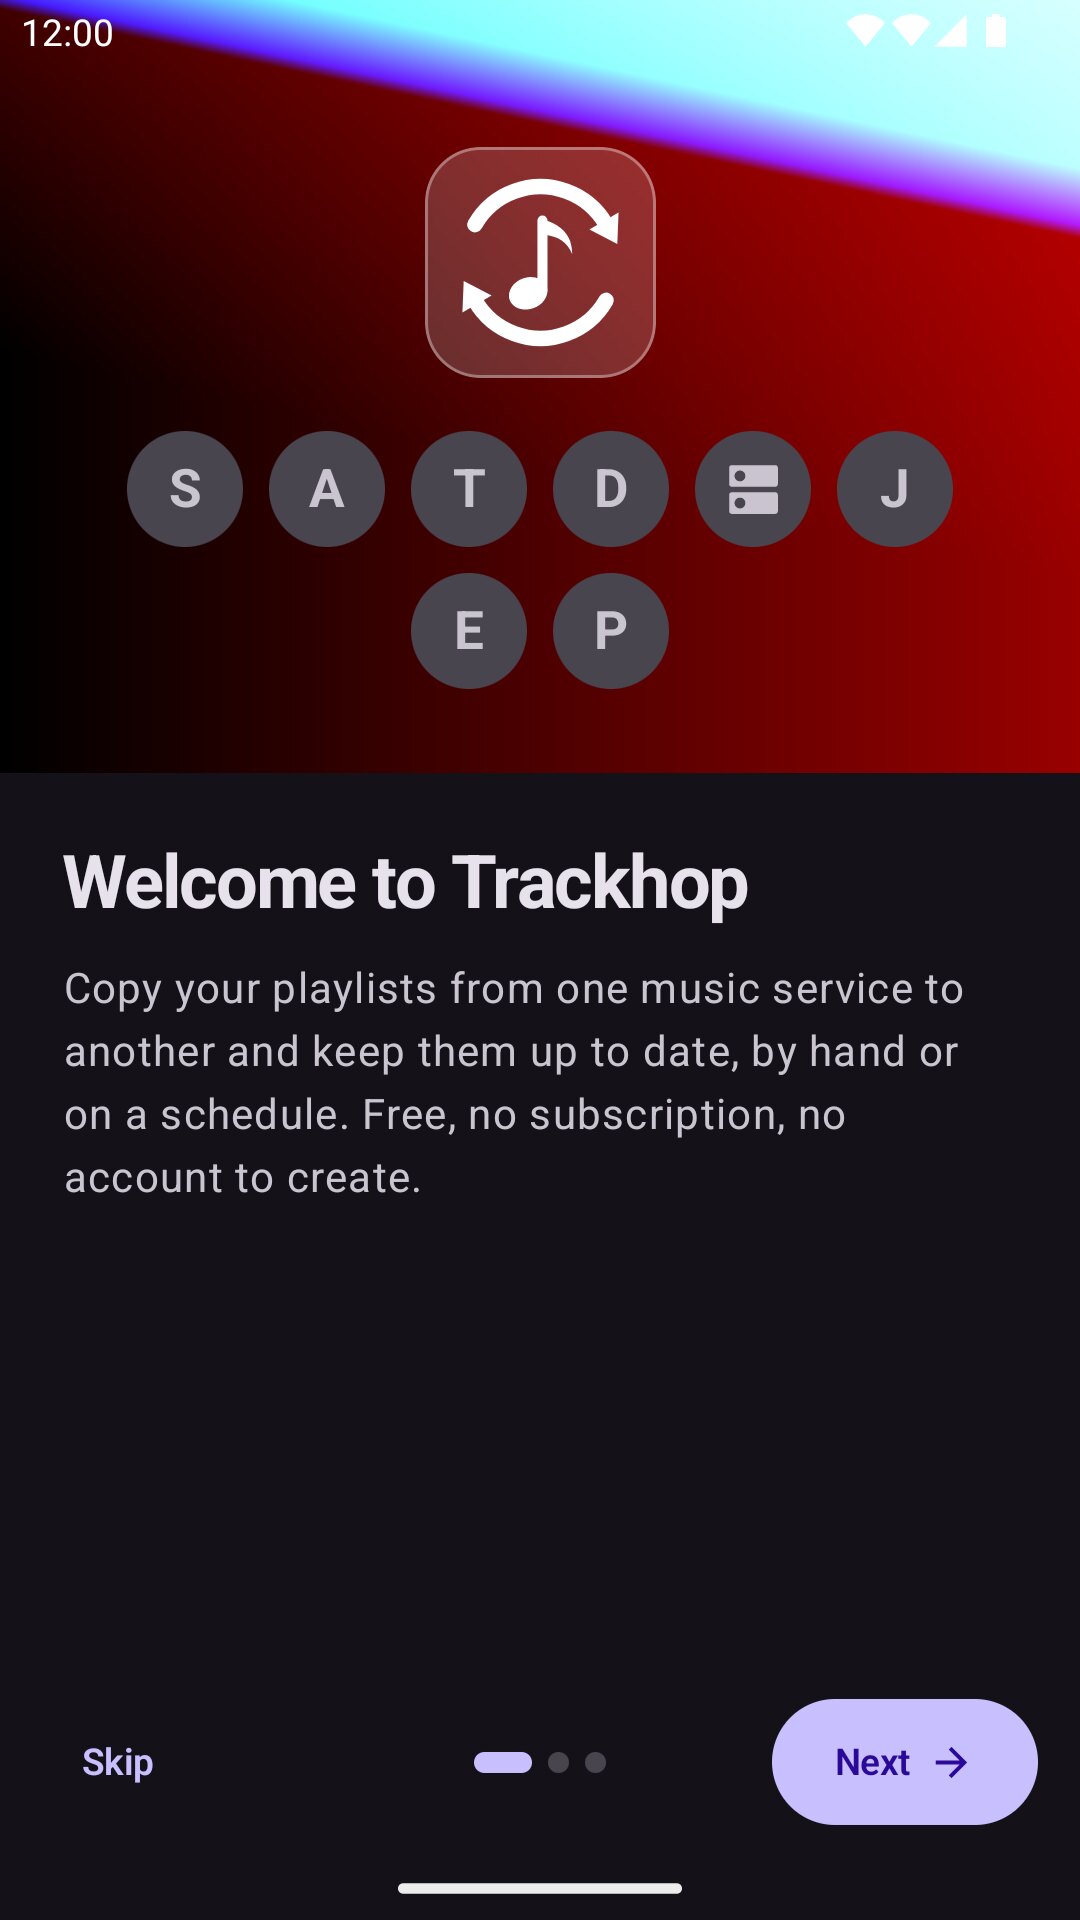 12:00
S A T D J
E P
Welcome to Trackhop
Copy your playlists from one music service to
another and keep them up to date, by hand or
on a schedule. Free, no subscription, no
account to create.
Skip
Next